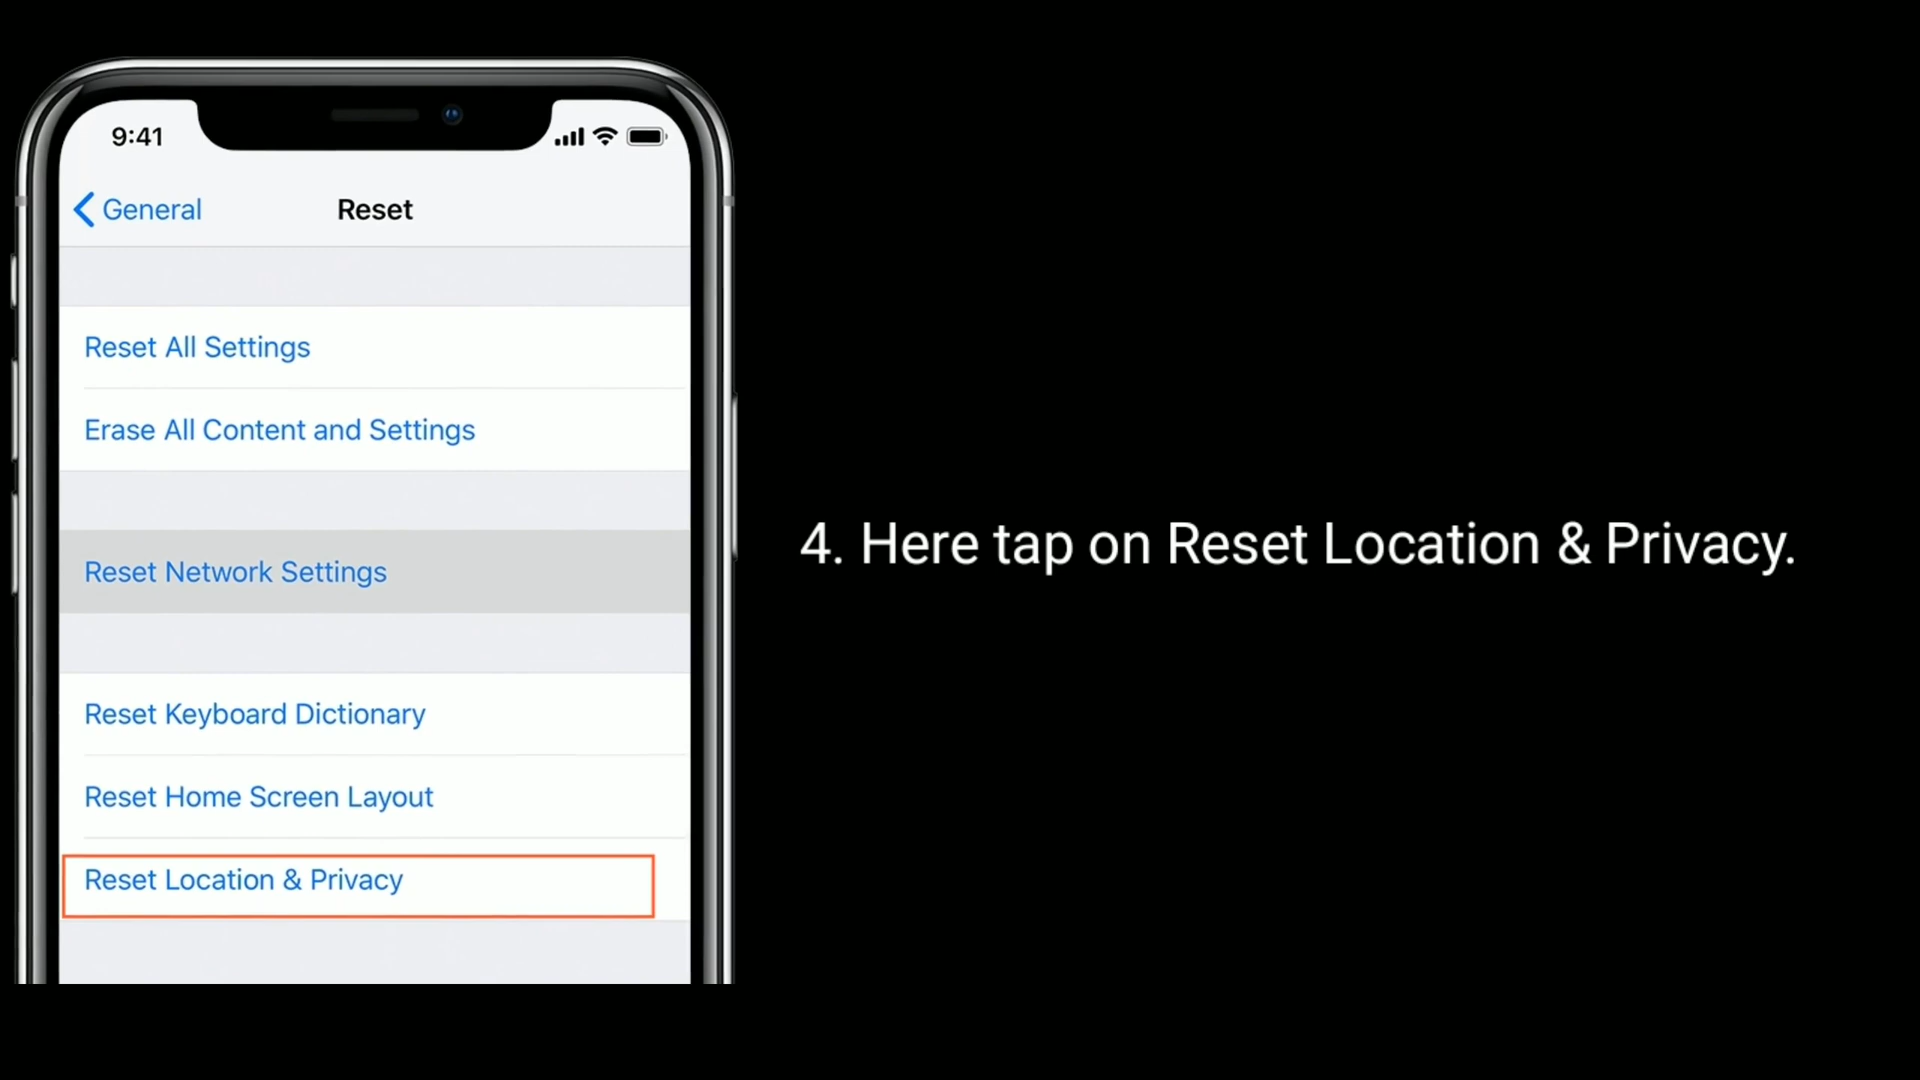 9:41
General
Reset
Reset All Settings
Erase All Content and Settings
Reset Network Settings
Reset Keyboard Dictionary
Reset Home Screen Layout
Reset Location & Privacy
4. Here tap on Reset Location & Privacy.